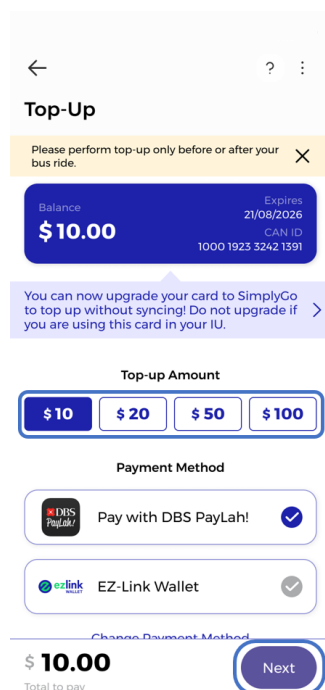 ?
Top-Up
Please perform top-up only before or after your
bus ride.
Balance
$10.00
Expires
21/08/2026
CAN ID
1000 1923 3242 1391
You can now upgrade your card to SimplyGo
to top up without syncing! Do not upgrade if
you are using this card in your IU.
Top-up Amount
$10 $20 $50 $100
Payment Method
DBS
PayLah!
Pay with DBS PayLah!
ezlink
WALLET
EZ-Link Wallet
Change Payment Method
$ 10.00
Total to pay
Next